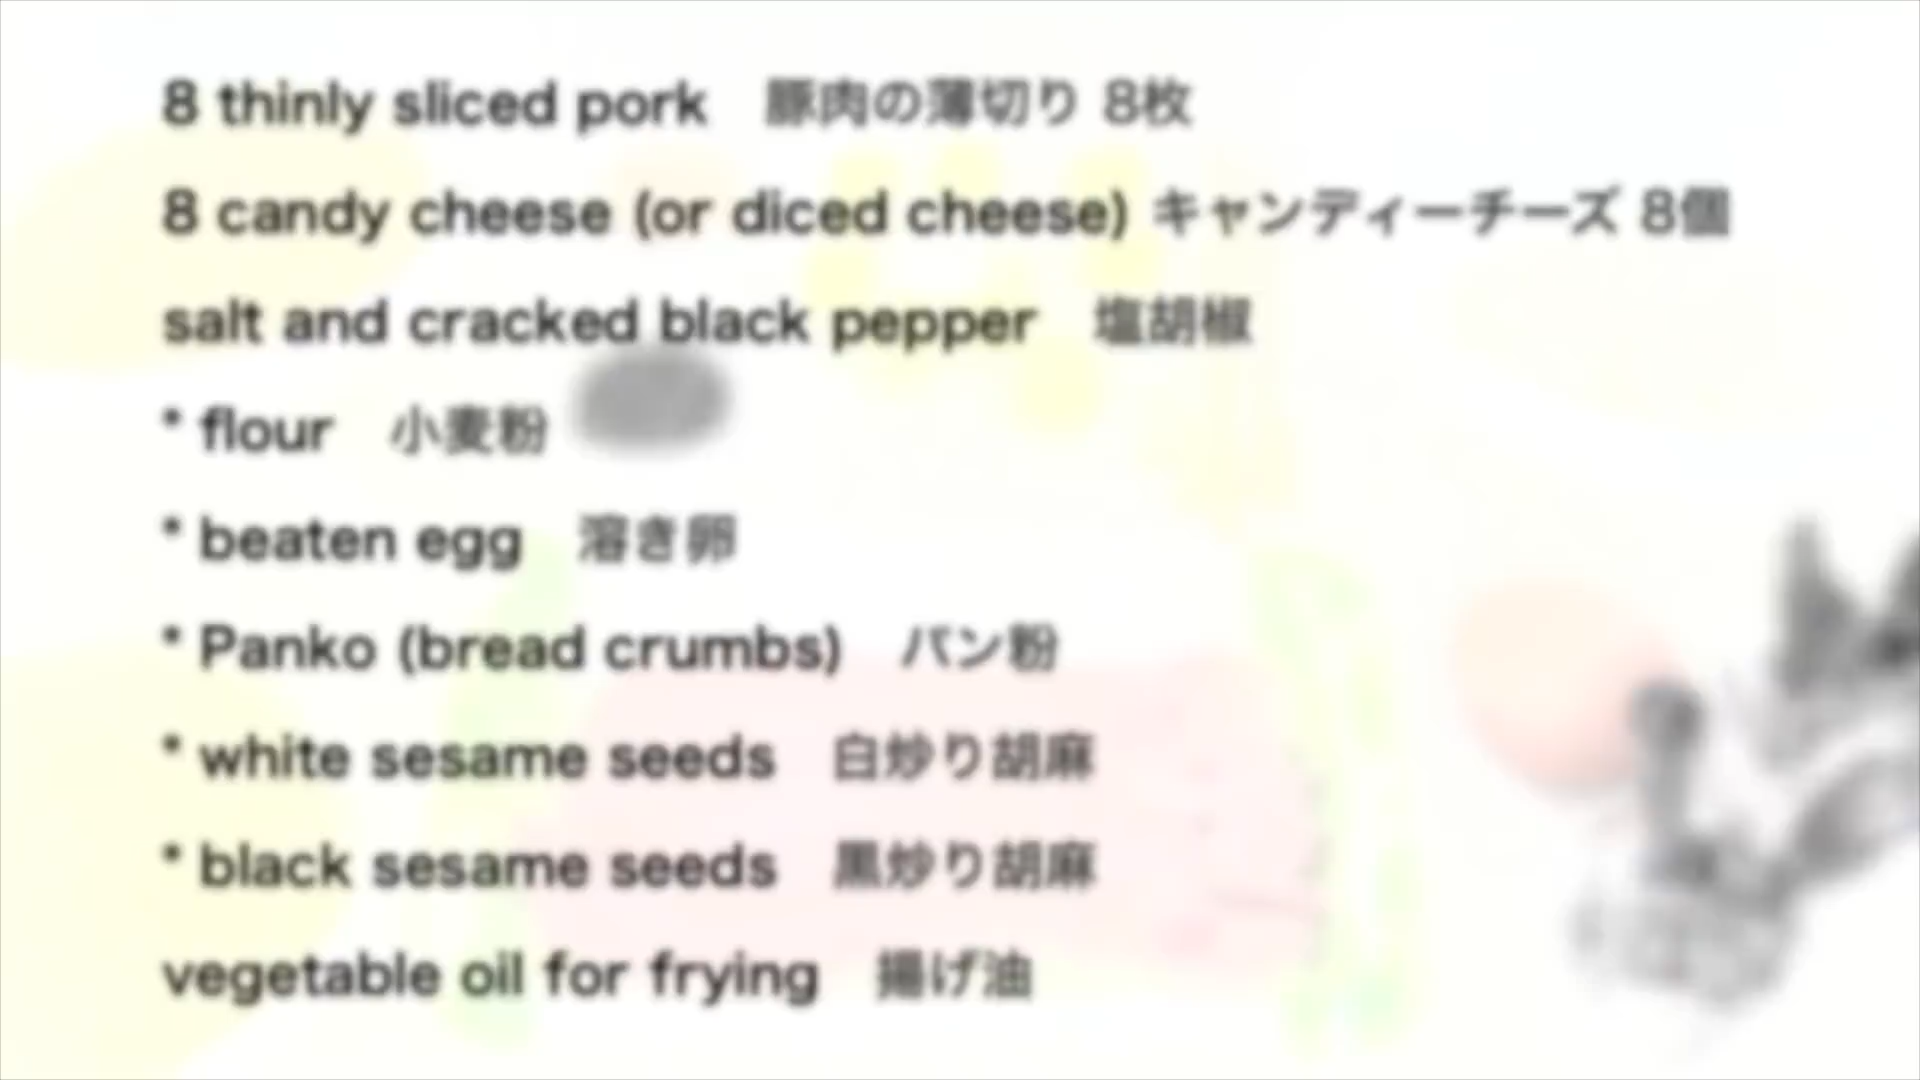 8 thinly sliced pork　豚肉の薄切り 8枚
8 candy cheese (or diced cheese) キャンディーチーズ 8個
salt and cracked black pepper　塩胡椒
* flour　小麦粉
* beaten egg　溶き卵
* Panko (bread crumbs)　パン粉
* white sesame seeds　白炒り胡麻
* black sesame seeds　黒炒り胡麻
vegetable oil for frying　揚げ油